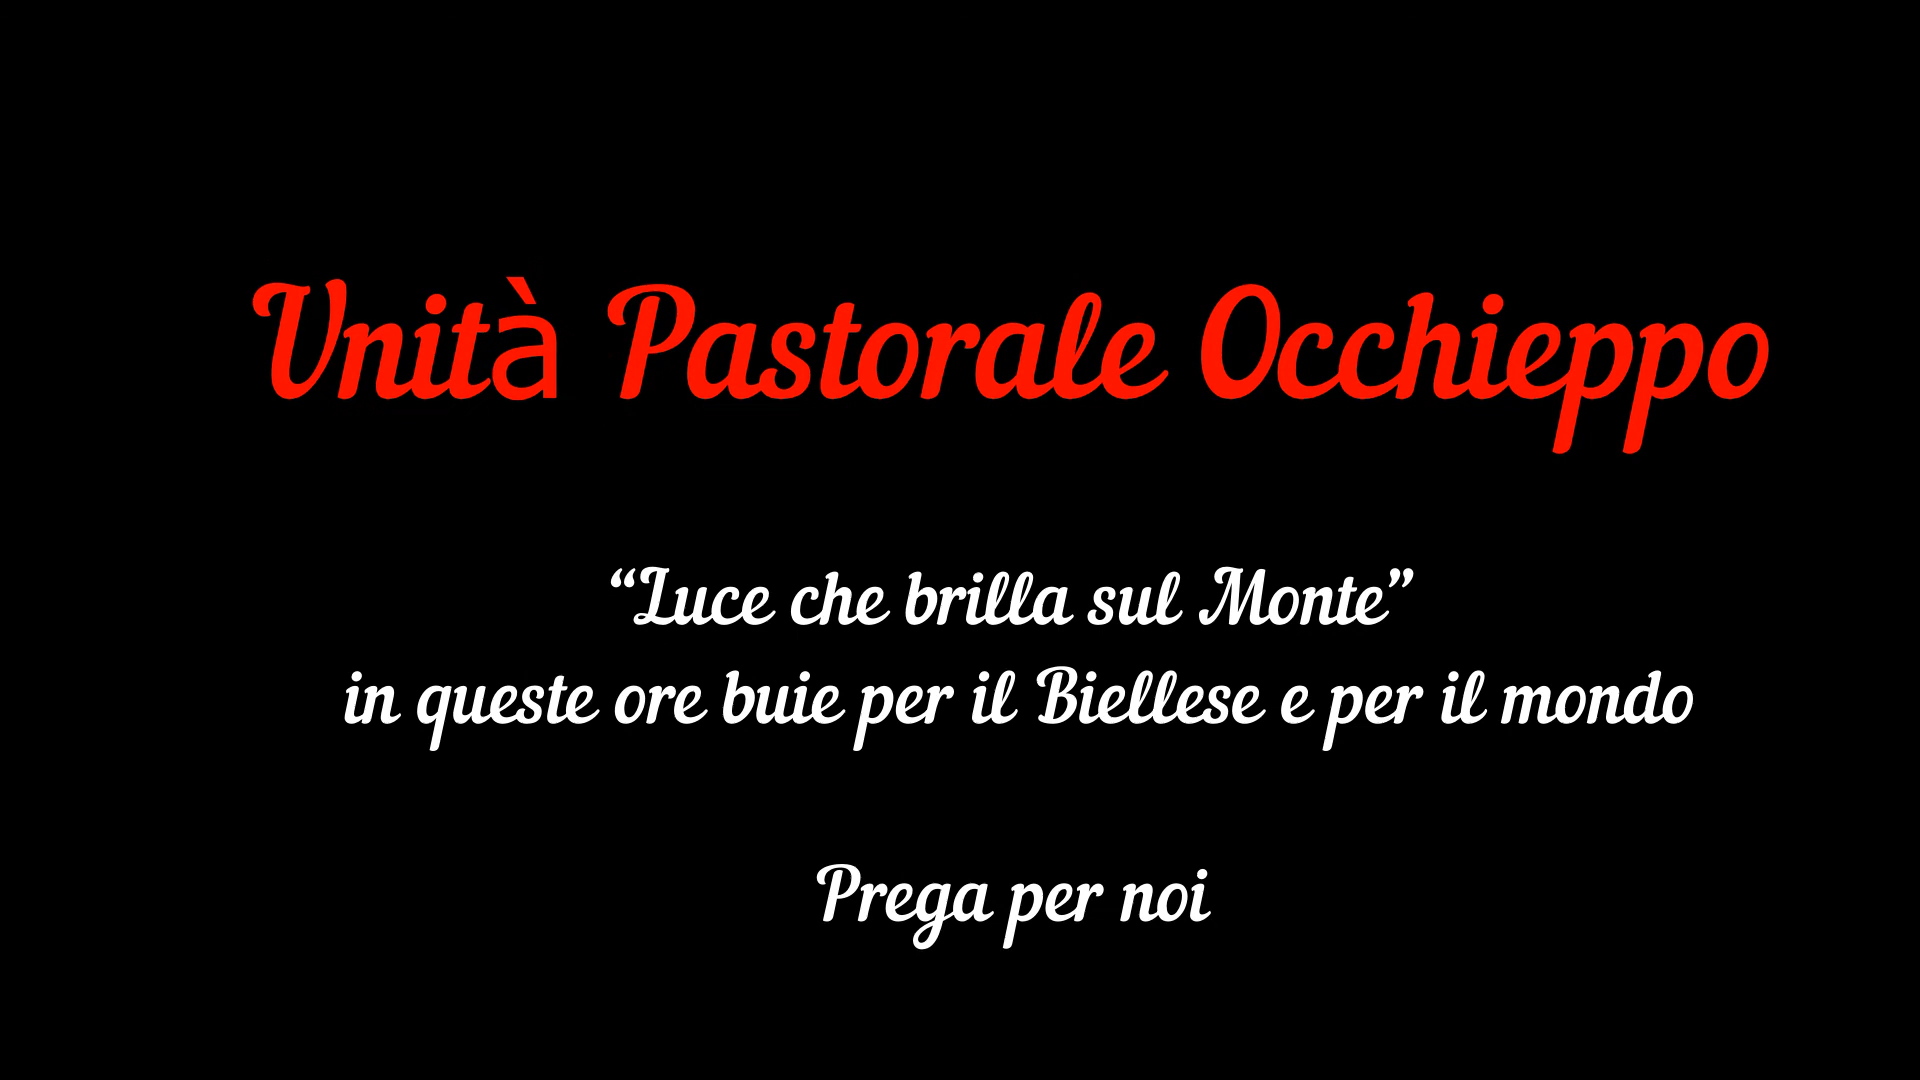 Unità Pastorale Occhieppo
“Luce che brilla sul Monte”
in queste ore buie per il Biellese e per il mondo
Prega per noi